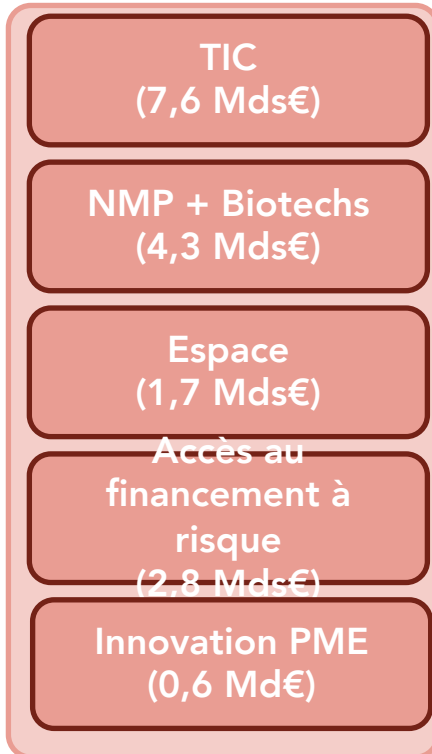 TIC
(7,6 Mds€)
NMP + Biotechs
(4,3 Mds€)
Espace
(1,7 Mds€)
Accès au
financement à
risque
(2,8 Mds€)
Innovation PME
(0,6 Md€)